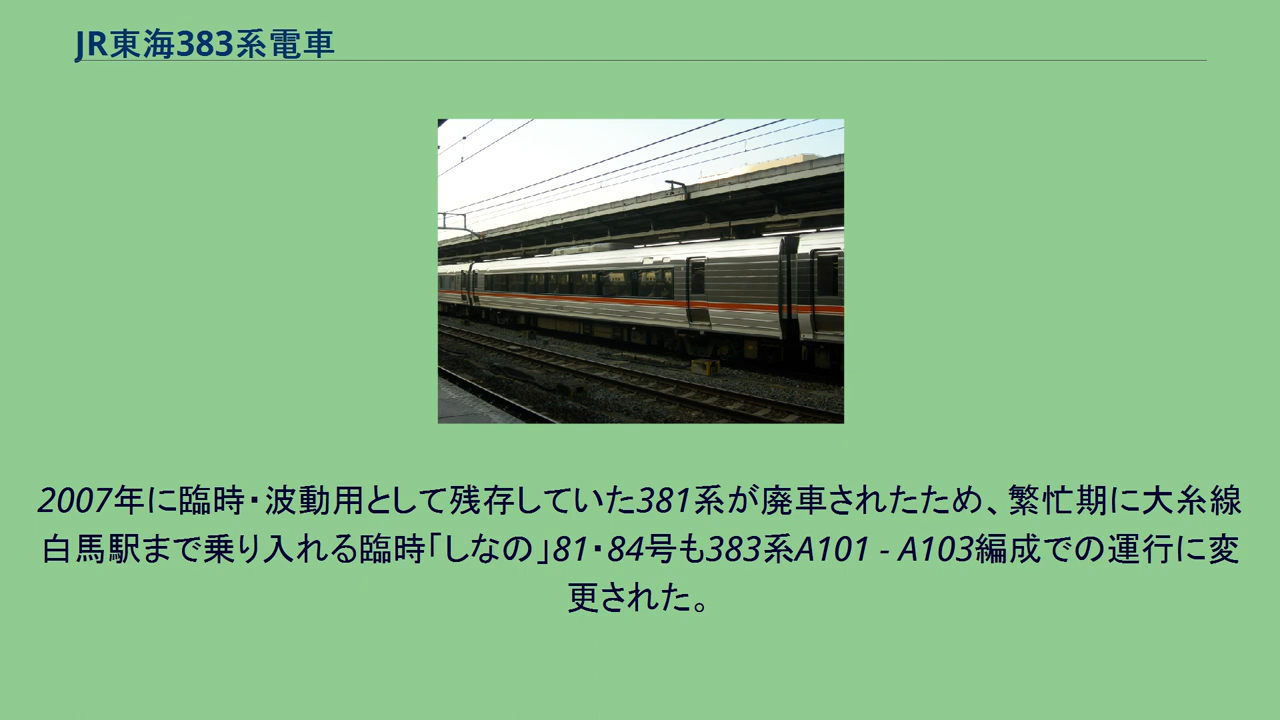 JR東海383系電車
2007年に臨時・波動用として残存していた381系が廃車されたため、繁忙期に大糸線
白馬駅まで乗り入れる臨時「しなの」81・84号も383系A101 - A103編成での運行に変
更された。